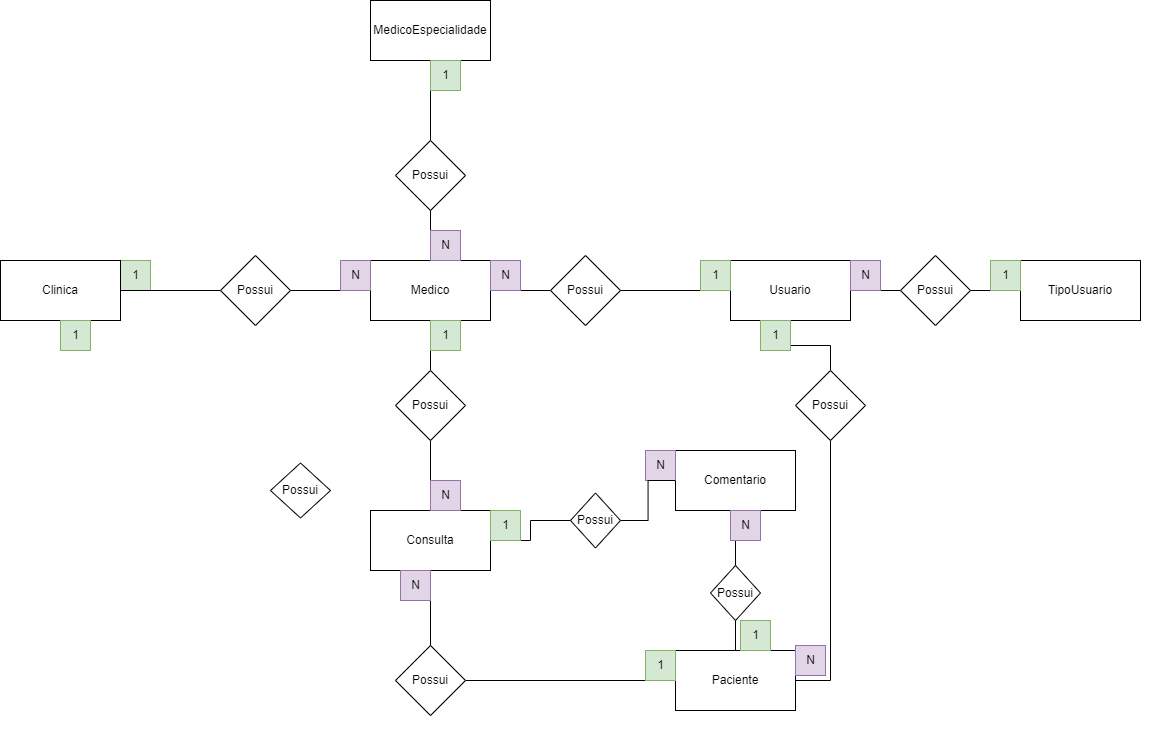 MedicoEspecialidade
1
Possui
N
Clinica
1
Possui
N
Medico
N
Possui
1
Usuario
N
Possui
1
TipoUsuario
1
1
1
Possui
Possui
N
Comentario
Possui
N
1
Possui
Consulta
N
N
Possui
1
Possui
1
Paciente
N